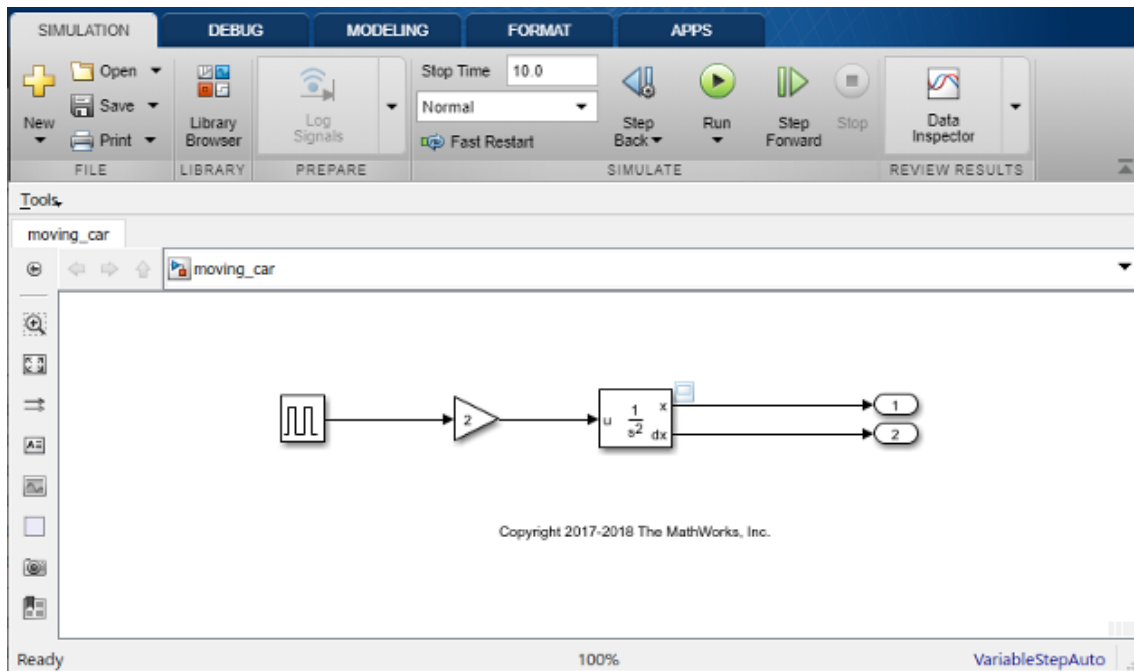 SIMULATION DEBUG MODELING FORMAT APPS
Open Stop Time 10.0
Save Normal
New Print Library Browser Log Signals Fast Restart Step Back Run Step Forward Stop Data Inspector
FILE LIBRARY PREPARE SIMULATE REVIEW RESULTS
Tools
moving_car
moving_car
2 u 1 s2 x dx 1 2
Copyright 2017-2018 The MathWorks, Inc.
Ready 100% VariableStepAuto